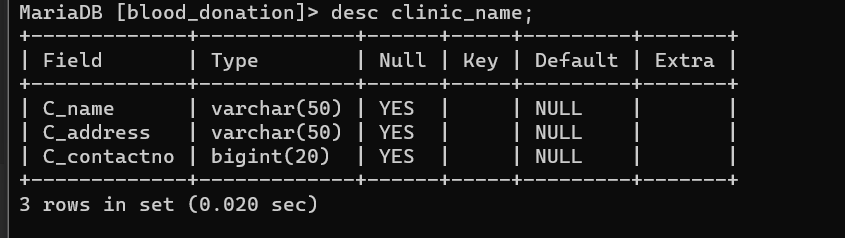 MariaDB [blood_donation]> desc clinic_name;
+-------------+-------------+------+-----+---------+-------+
| Field       | Type        | Null | Key | Default | Extra |
+-------------+-------------+------+-----+---------+-------+
| C_name      | varchar(50) | YES  |     | NULL    |       |
| C_address   | varchar(50) | YES  |     | NULL    |       |
| C_contactno | bigint(20)  | YES  |     | NULL    |       |
+-------------+-------------+------+-----+---------+-------+
3 rows in set (0.020 sec)